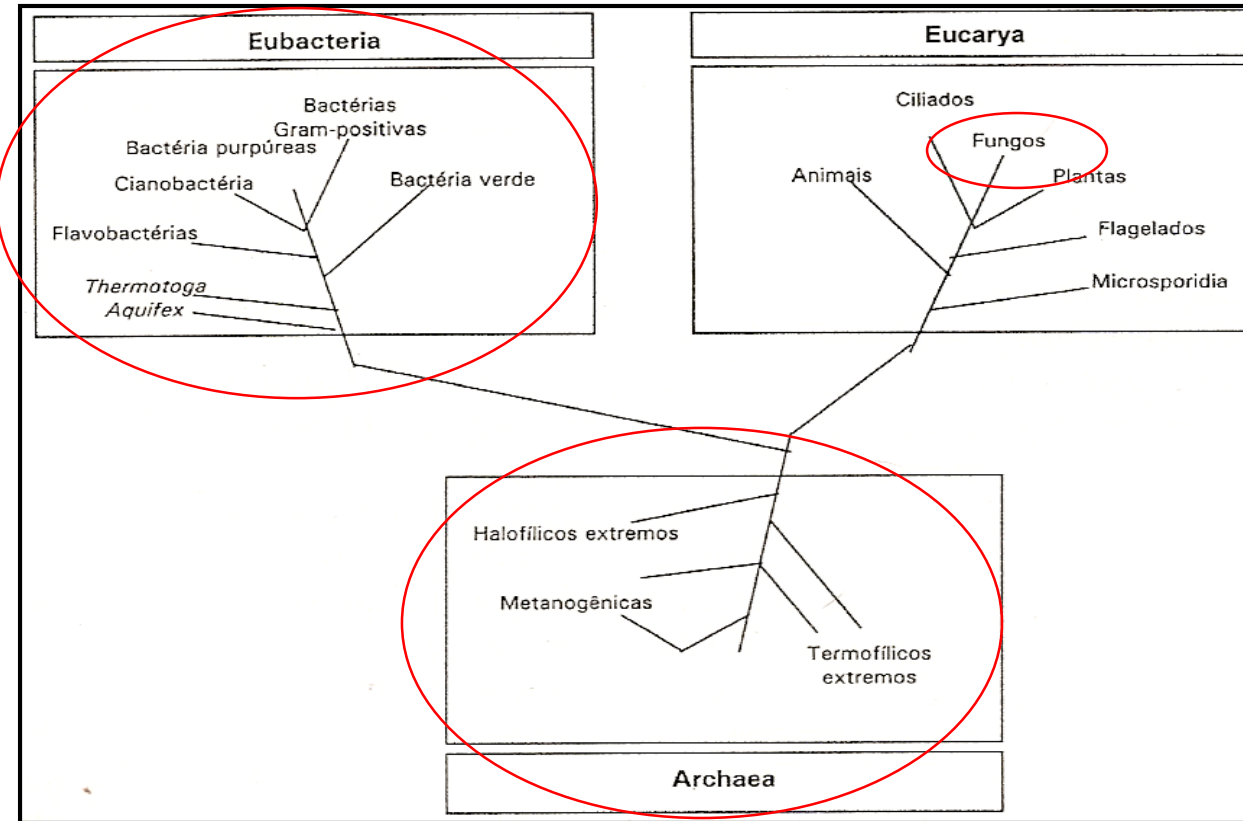 Eubacteria
Bactérias
Gram-positivas
Bactéria purpúreas
Cianobactéria
Bactéria verde
Flavobactérias
Thermotoga
Aquifex
Eucarya
Ciliados
Fungos
Animais
Plantas
Flagelados
Microsporidia
Halofílicos extremos
Metanogênicas
Termofílicos
extremos
Archaea